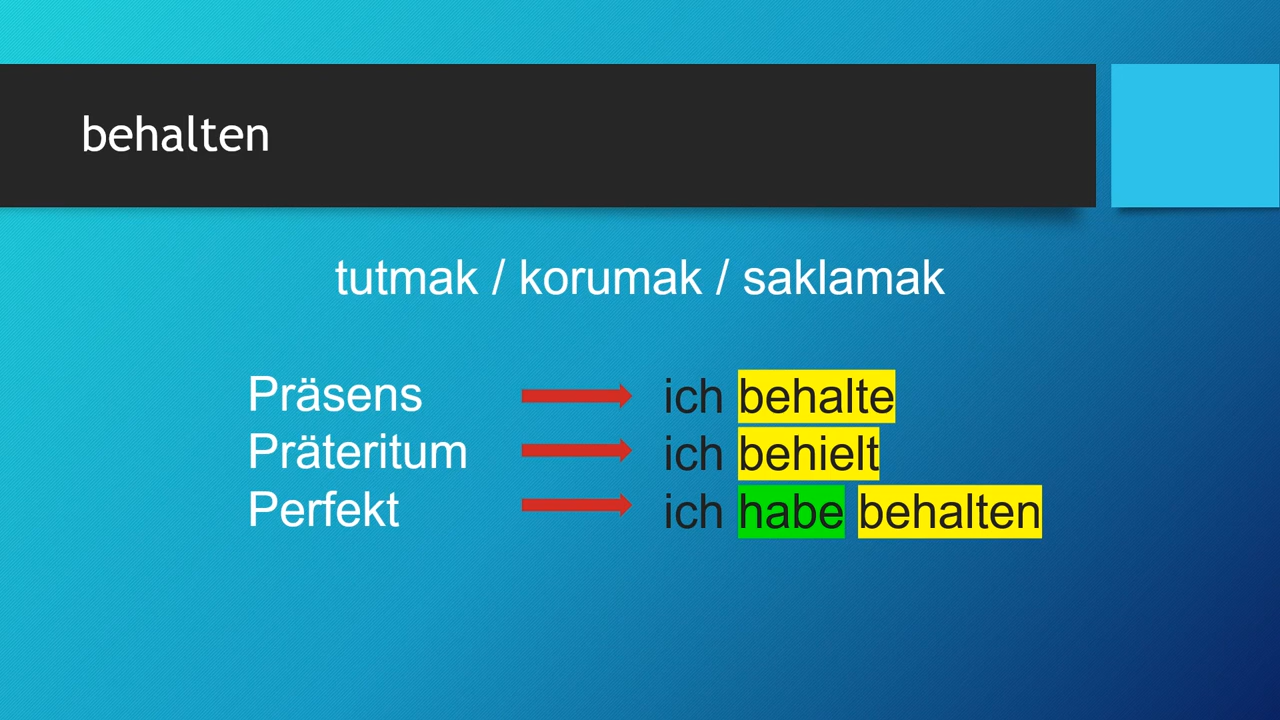 behalten
tutmak / korumak / saklamak
Präsens ich behalte
Präteritum ich behielt
Perfekt ich habe behalten